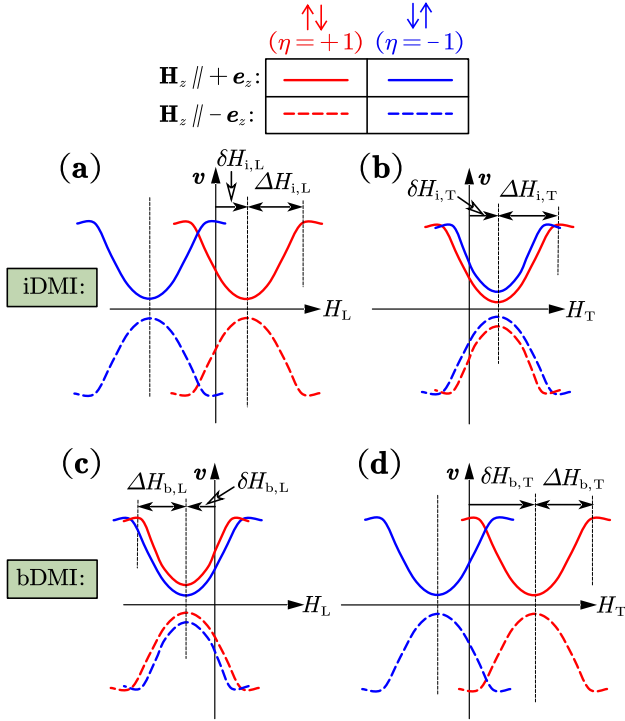 ↑↓ ↓↑
(η = +1) (η = −1)
H_z // + e_z:
H_z // − e_z:
(a) (b)
δH_i,L
v ΔH_i,L
δH_i,T v ΔH_i,T
iDMI:
H_L H_T
(c) (d)
ΔH_b,L v δH_b,L
v δH_b,T ΔH_b,T
bDMI:
H_L H_T